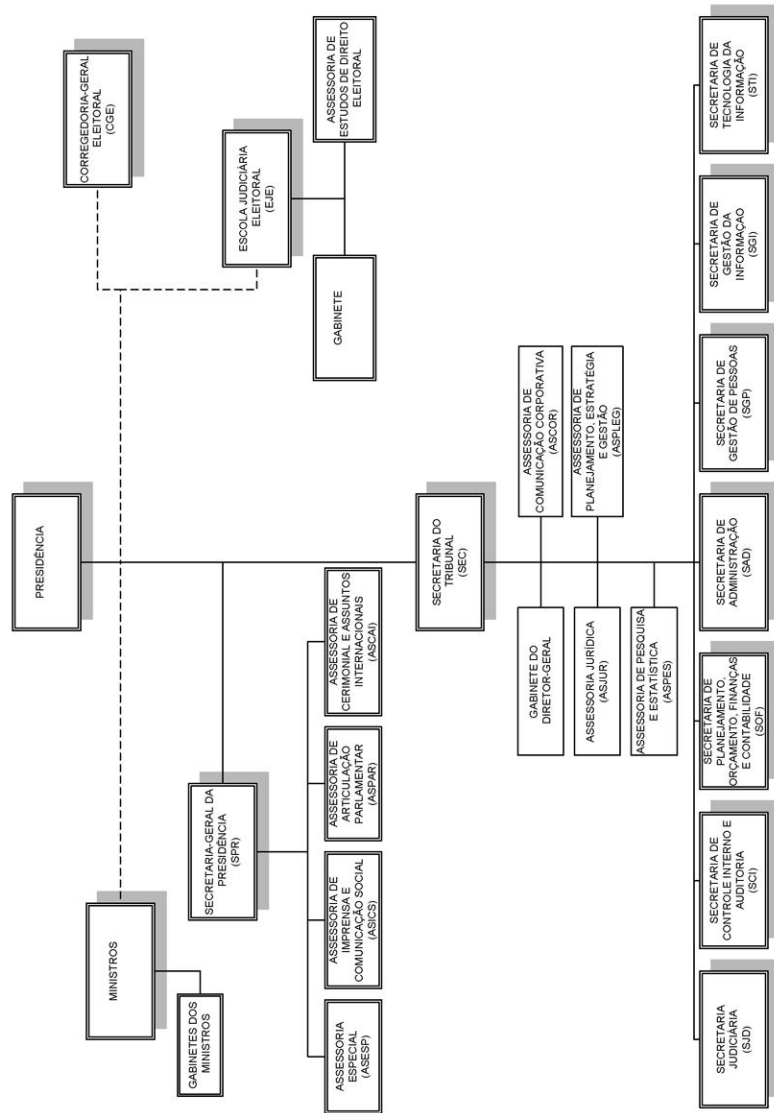 PRESIDÊNCIA
MINISTROS
GABINETES DOS
MINISTROS
CORREGEDORIA-GERAL
ELEITORAL
(CGE)
SECRETARIA-GERAL DA
PRESIDÊNCIA
(SPR)
ESCOLA JUDICIÁRIA
ELEITORAL
(EJE)
ASSESSORIA
ESPECIAL
(ASESP)
ASSESSORIA DE
IMPRENSA E
COMUNICAÇÃO SOCIAL
(ASICS)
ASSESSORIA DE
ARTICULAÇÃO
PARLAMENTAR
(ASPAR)
ASSESSORIA DE
CERIMONIAL E ASSUNTOS
INTERNACIONAIS
(ASCAI)
GABINETE
ASSESSORIA DE
ESTUDOS DE DIREITO
ELEITORAL
SECRETARIA DO
TRIBUNAL
(SEC)
GABINETE DO
DIRETOR-GERAL
ASSESSORIA DE
COMUNICAÇÃO CORPORATIVA
(ASCOR)
ASSESSORIA JURÍDICA
(ASJUR)
ASSESSORIA DE
PLANEJAMENTO, ESTRATÉGIA
E GESTÃO
(ASPLEG)
ASSESSORIA DE PESQUISA
E ESTATÍSTICA
(ASPES)
SECRETARIA
JUDICIÁRIA
(SJD)
SECRETARIA DE
CONTROLE INTERNO E
AUDITORIA
(SCI)
SECRETARIA DE
PLANEJAMENTO,
ORÇAMENTO, FINANÇAS
E CONTABILIDADE
(SOF)
SECRETARIA DE
ADMINISTRAÇÃO
(SAD)
SECRETARIA DE
GESTÃO DE PESSOAS
(SGP)
SECRETARIA DE
GESTÃO DA
INFORMAÇAO
(SGI)
SECRETARIA DE
TECNOLOGIA DA
INFORMAÇÃO
(STI)